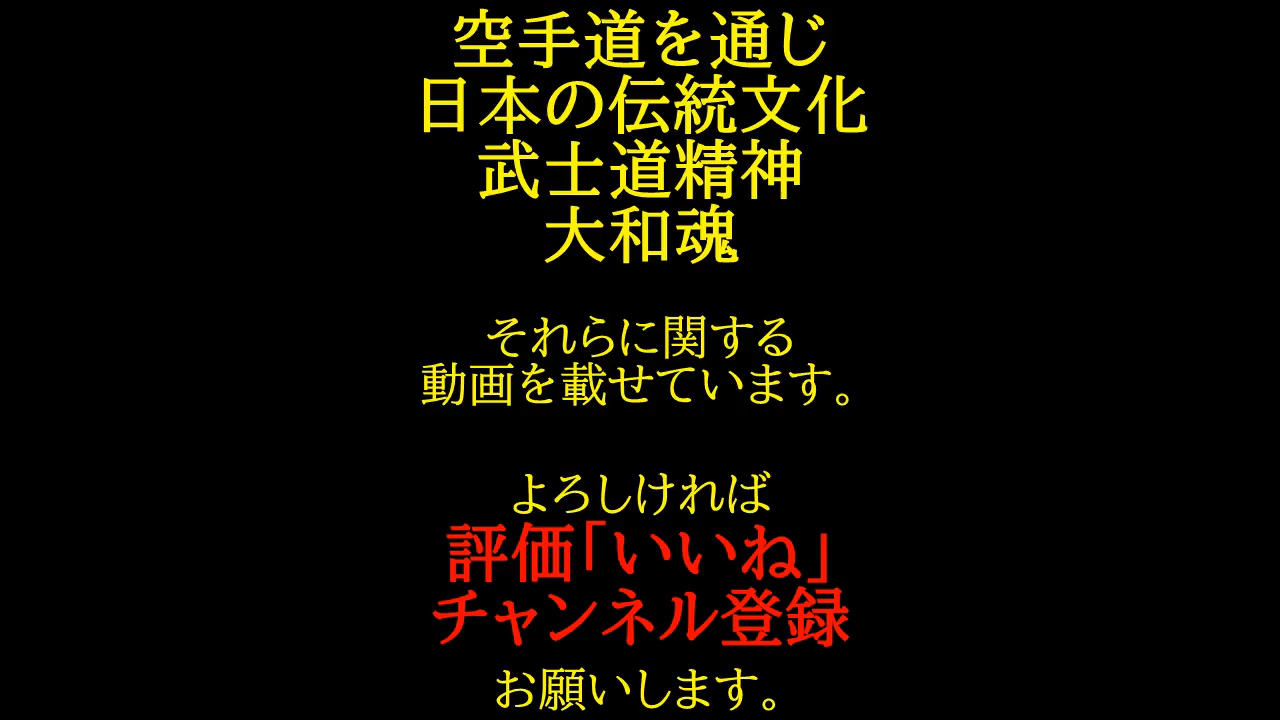 空手道を通じ
日本の伝統文化
武士道精神
大和魂
それらに関する
動画を載せています。
よろしければ
評価「いいね」
チャンネル登録
お願いします。